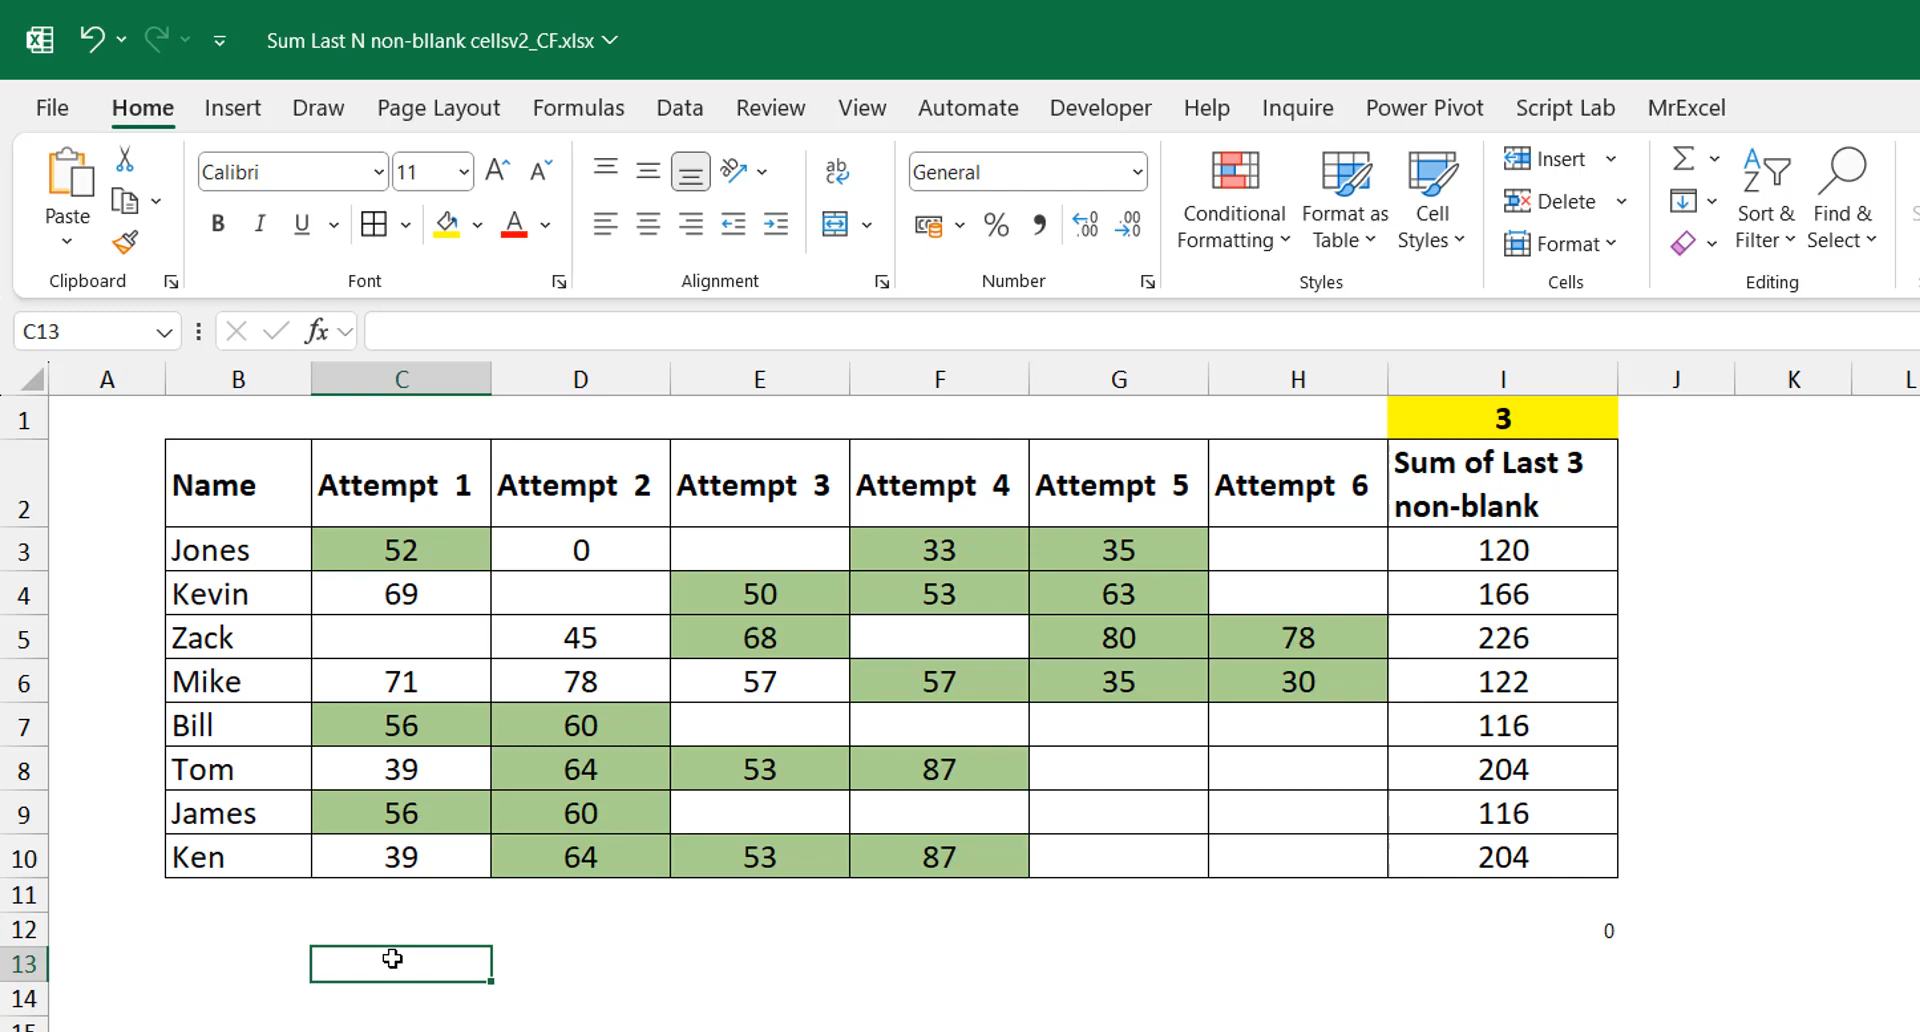 Sum Last N non-bllank cellsv2_CF.xlsx
File Home Insert Draw Page Layout Formulas Data Review View Automate Developer Help Inquire Power Pivot Script Lab MrExcel
Paste
Clipboard
Calibri 11
B I U A
Font
ab
Alignment
General
% 
Number
Conditional Formatting
Format as Table
Cell Styles
Styles
Insert
Delete
Format
Cells
Sort & Filter
Find & Select
Editing
C13 fx
A B C D E F G H I J K L
1 3
2 Name Attempt 1 Attempt 2 Attempt 3 Attempt 4 Attempt 5 Attempt 6 Sum of Last 3 non-blank
3 Jones 52 0 33 35 120
4 Kevin 69 50 53 63 166
5 Zack 45 68 80 78 226
6 Mike 71 78 57 57 35 30 122
7 Bill 56 60 116
8 Tom 39 64 53 87 204
9 James 56 60 116
10 Ken 39 64 53 87 204
11
12 0
13
14